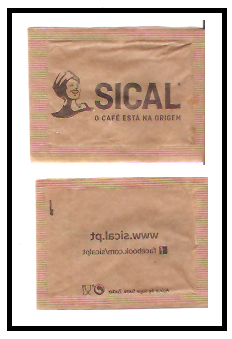 SICAL
O CAFÉ ESTÁ NA ORIGEM
www.sical.pt
facebook.com/sicalpt